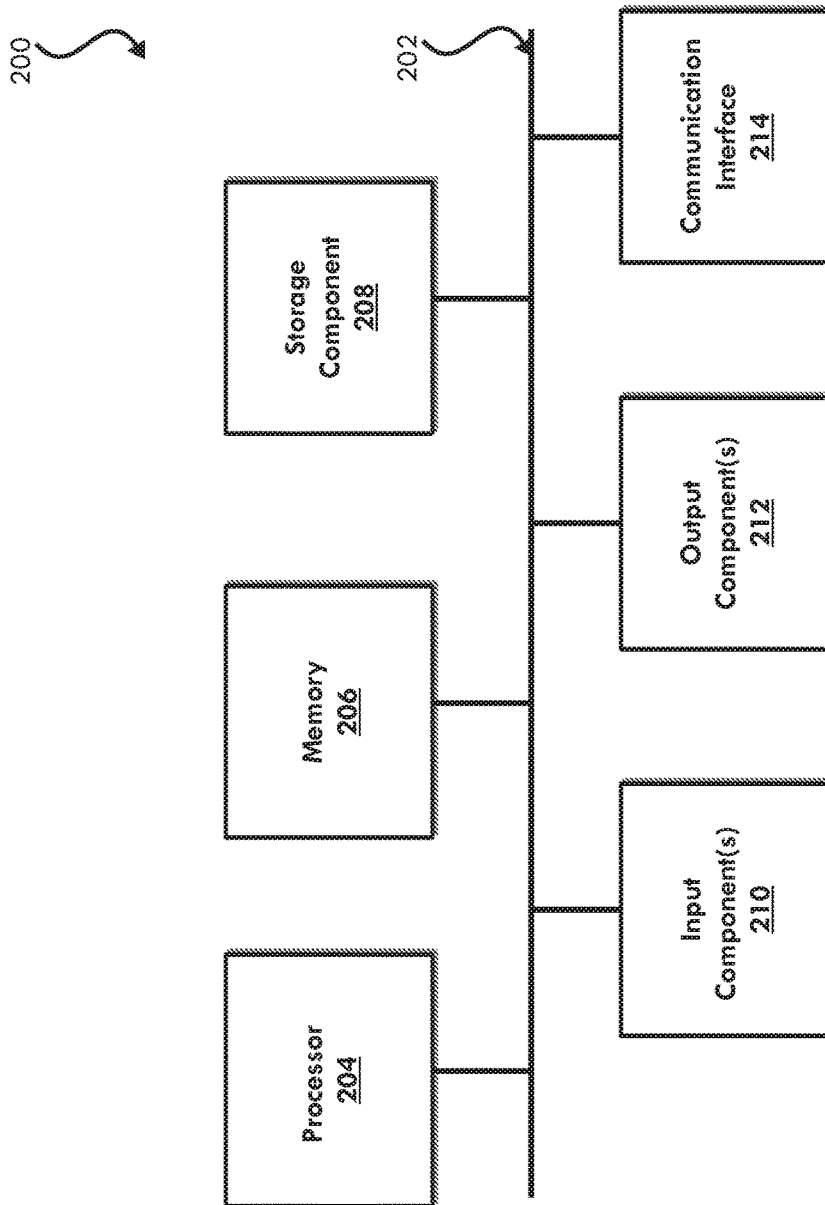 200
202
Processor
204
Memory
206
Storage
Component
208
Input
Component(s)
210
Output
Component(s)
212
Communication
Interface
214